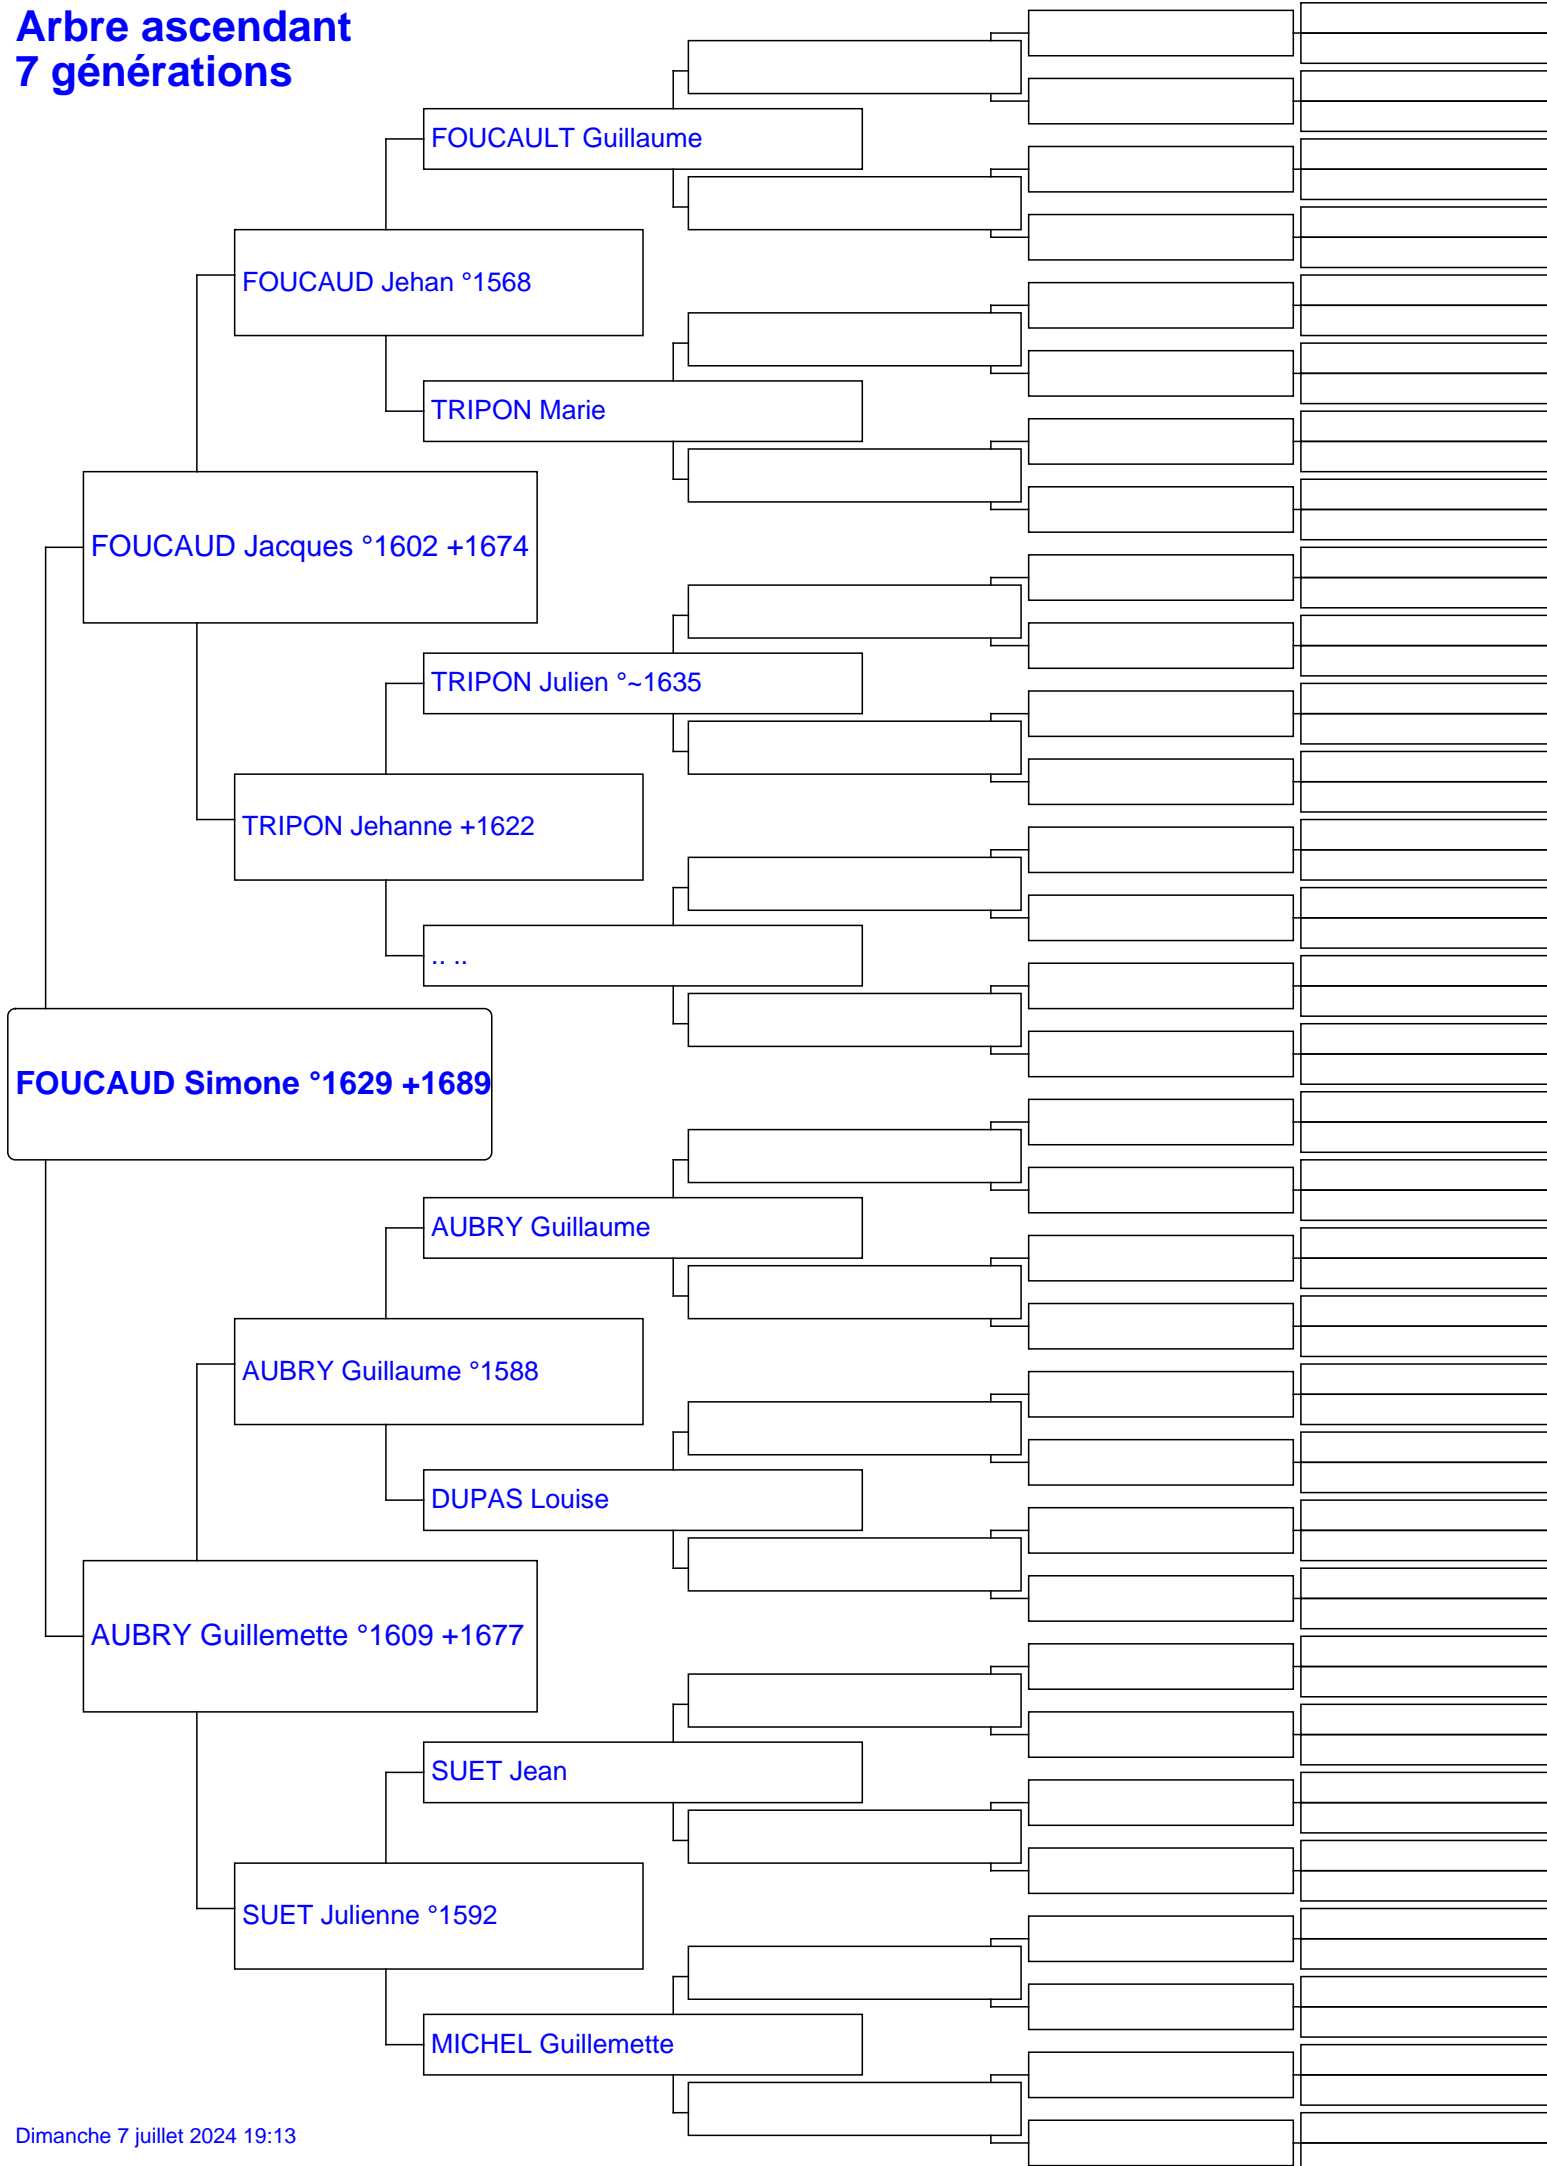 Arbre ascendant
7 générations
FOUCAULT Guillaume
FOUCAUD Jehan °1568
TRIPON Marie
FOUCAUD Jacques °1602 +1674
TRIPON Julien °~1635
TRIPON Jehanne +1622
.. ..
FOUCAUD Simone °1629 +1689
AUBRY Guillaume
AUBRY Guillaume °1588
DUPAS Louise
AUBRY Guillemette °1609 +1677
SUET Jean
SUET Julienne °1592
MICHEL Guillemette
Dimanche 7 juillet 2024 19:13